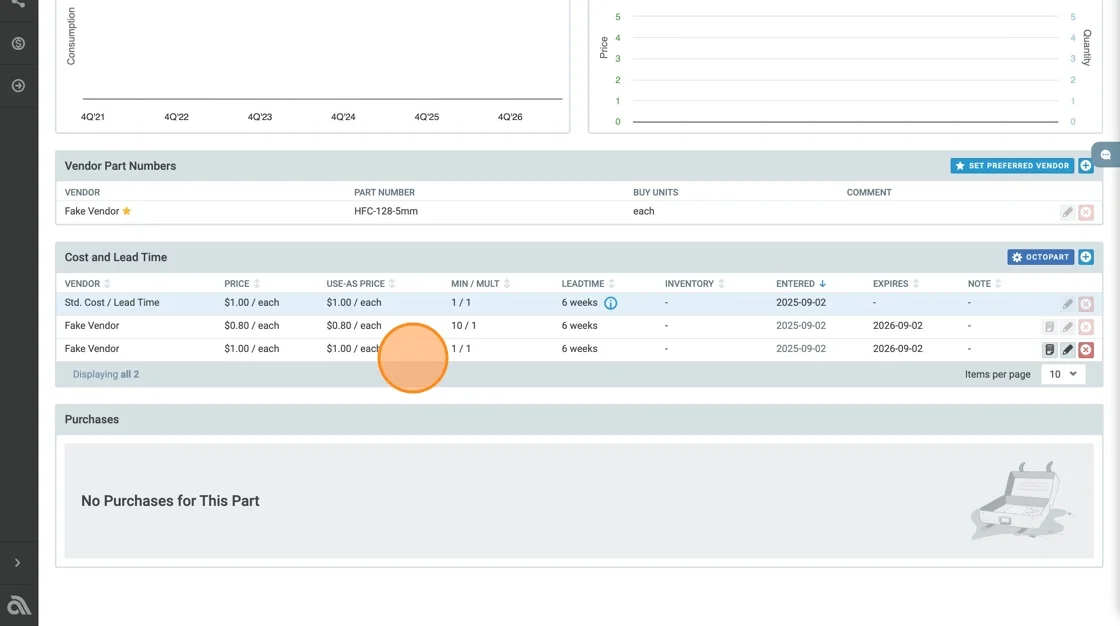 Consumption
4Q'21 4Q'22 4Q'23 4Q'24 4Q'25 4Q'26
Price
5
4
3
2
1
0
5
4
3
2
1
0
Quantity
Vendor Part Numbers
SET PREFERRED VENDOR
VENDOR PART NUMBER BUY UNITS COMMENT
Fake Vendor HFC-128-5mm each
Cost and Lead Time
OCTOPART
VENDOR PRICE USE-AS PRICE MIN / MULT LEADTIME INVENTORY ENTERED EXPIRES NOTE
Std. Cost / Lead Time $1.00 / each $1.00 / each 1 / 1 6 weeks - 2025-09-02 - -
Fake Vendor $0.80 / each $0.80 / each 10 / 1 6 weeks - 2025-09-02 2026-09-02 -
Fake Vendor $1.00 / each $1.00 / each 1 / 1 6 weeks - 2025-09-02 2026-09-02 -
Displaying all 2
Items per page 10
Purchases
No Purchases for This Part